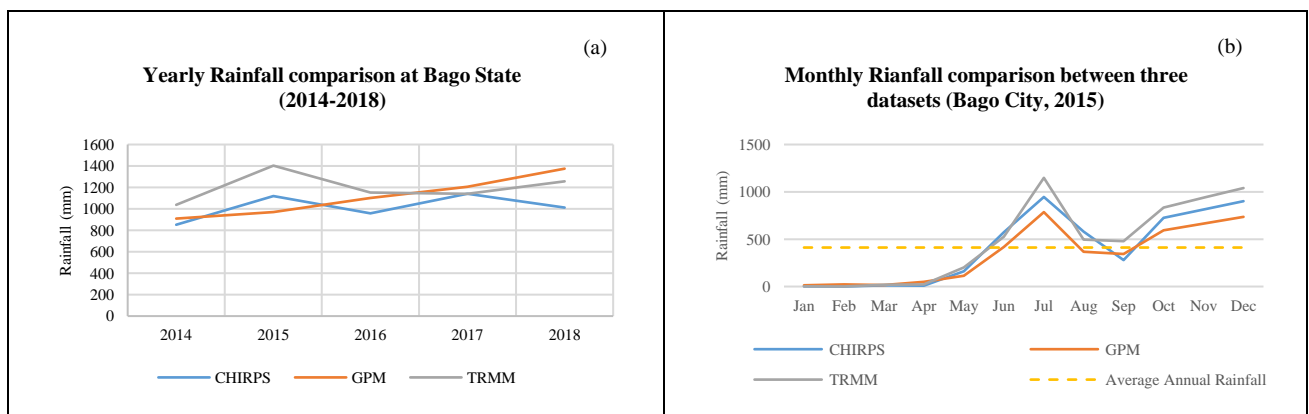 (a)
Yearly Rainfall comparison at Bago State
(2014-2018)
Rainfall (mm)
1600
1400
1200
1000
800
600
400
200
0
2014 2015 2016 2017 2018
CHIRPS GPM TRMM
(b)
Monthly Rianfall comparison between three
datasets (Bago City, 2015)
Rainfall (mm)
1500
1000
500
0
Jan Feb Mar Apr May Jun Jul Aug Sep Oct Nov Dec
CHIRPS GPM
TRMM Average Annual Rainfall